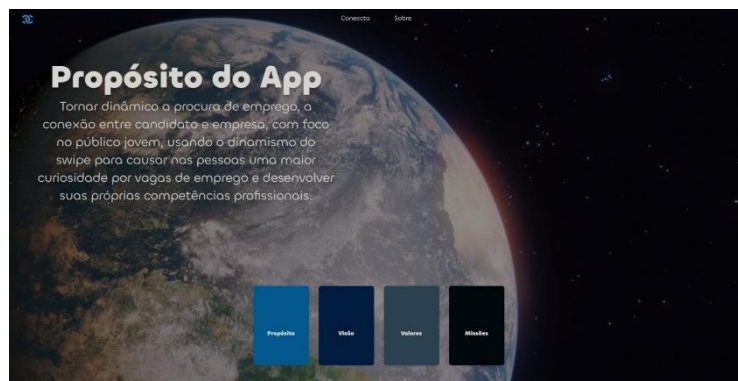 Coneccta Sobre
Propósito do App
Tornar dinâmico a procura de emprego, a
conexão entre candidato e empresa, com foco
no público jovem, usando o dinamismo do
swipe para causar nas pessoas uma maior
curiosidade por vagas de emprego e desenvolver
suas próprias competências profissionais.
Propósito Visão Valores Missões